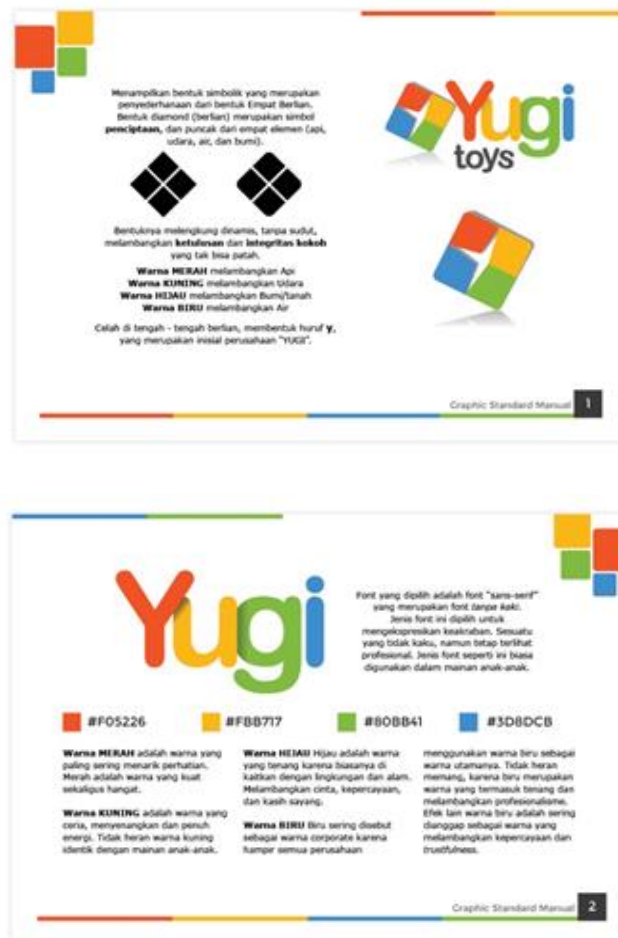 Menampilkan bentuk simbolik yang merupakan
penyederhanaan dari bentuk Empat Berlian.
Bentuk diamond (berlian) merupakan simbol
penciptaan, dan puncak dari empat elemen (api,
udara, air, dan bumi).
Bentuknya melengkung dinamis, tanpa sudut,
melambangkan ketulusan dan integritas kokoh
yang tak bisa patah.
Warna MERAH melambangkan Api
Warna KUNING melambangkan Udara
Warna HIJAU melambangkan Bumi/tanah
Warna BIRU melambangkan Air
Celah di tengah - tengah berlian, membentuk huruf y,
yang merupakan inisial perusahaan "YUGI".
Yugi
toys
Graphic Standard Manual 1
Yugi
Font yang dipilih adalah font "sans-serif"
yang merupakan font tanpa kaki.
Jenis font ini dipilih untuk
mengekspresikan keakraban. Sesuatu
yang tidak kaku, namun tetap terlihat
profesional. Jenis font seperti ini biasa
digunakan dalam mainan anak-anak.
#F05226 #FBB717 #80BB41 #3D8DCB
Warna MERAH adalah warna yang
paling sering menarik perhatian.
Merah adalah warna yang kuat
sekaligus hangat.
Warna KUNING adalah warna yang
ceria, menyenangkan dan penuh
energi. Tidak heran warna kuning
identik dengan mainan anak-anak.
Warna HIJAU Hijau adalah warna
yang tenang karena biasanya di
kaitkan dengan lingkungan dan alam.
Melambangkan cinta, kepercayaan,
dan kasih sayang.
Warna BIRU Biru sering disebut
sebagai warna corporate karena
hampir semua perusahaan
menggunakan warna biru sebagai
warna utamanya. Tidak heran
memang, karena biru merupakan
warna yang termasuk tenang dan
melambangkan profesionalisme.
Efek lain warna biru adalah sering
dianggap sebagai warna yang
melambangkan kepercayaan dan
trustfulness.
Graphic Standard Manual 2